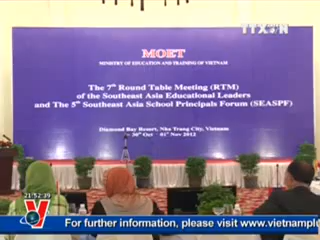 TTXVN
MOET
MINISTRY OF EDUCATION AND TRAINING OF VIETNAM
The 7th Round Table Meeting (RTM)
of the Southeast Asia Educational Leaders
and The 5th Southeast Asia School Principals Forum (SEASPF)
Diamond Bay Resort, Nha Trang City, Vietnam
30th Oct - 01st Nov 2012
21:52:39
For further information, please visit www.vietnamplu